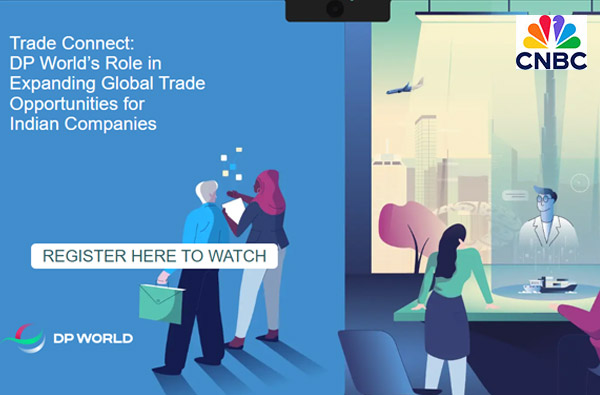 Trade Connect:
DP World's Role in
Expanding Global Trade
Opportunities for
Indian Companies
CNBC
REGISTER HERE TO WATCH
DP WORLD